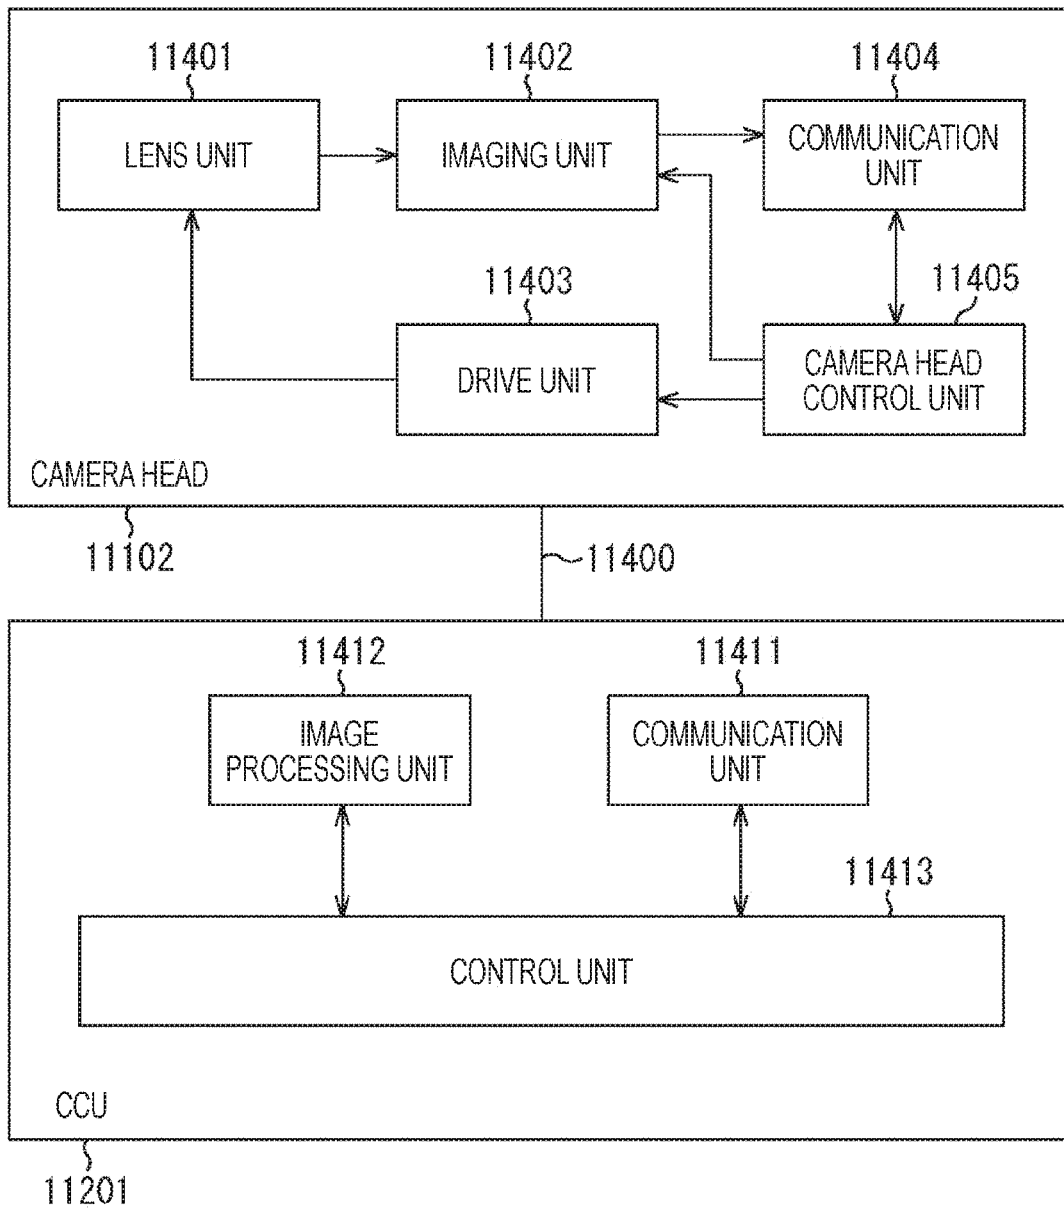 11401
11402
11404
LENS UNIT
IMAGING UNIT
COMMUNICATION
UNIT
11403
11405
DRIVE UNIT
CAMERA HEAD
CONTROL UNIT
CAMERA HEAD
11102
11400
11412
11411
IMAGE
PROCESSING UNIT
COMMUNICATION
UNIT
11413
CONTROL UNIT
CCU
11201